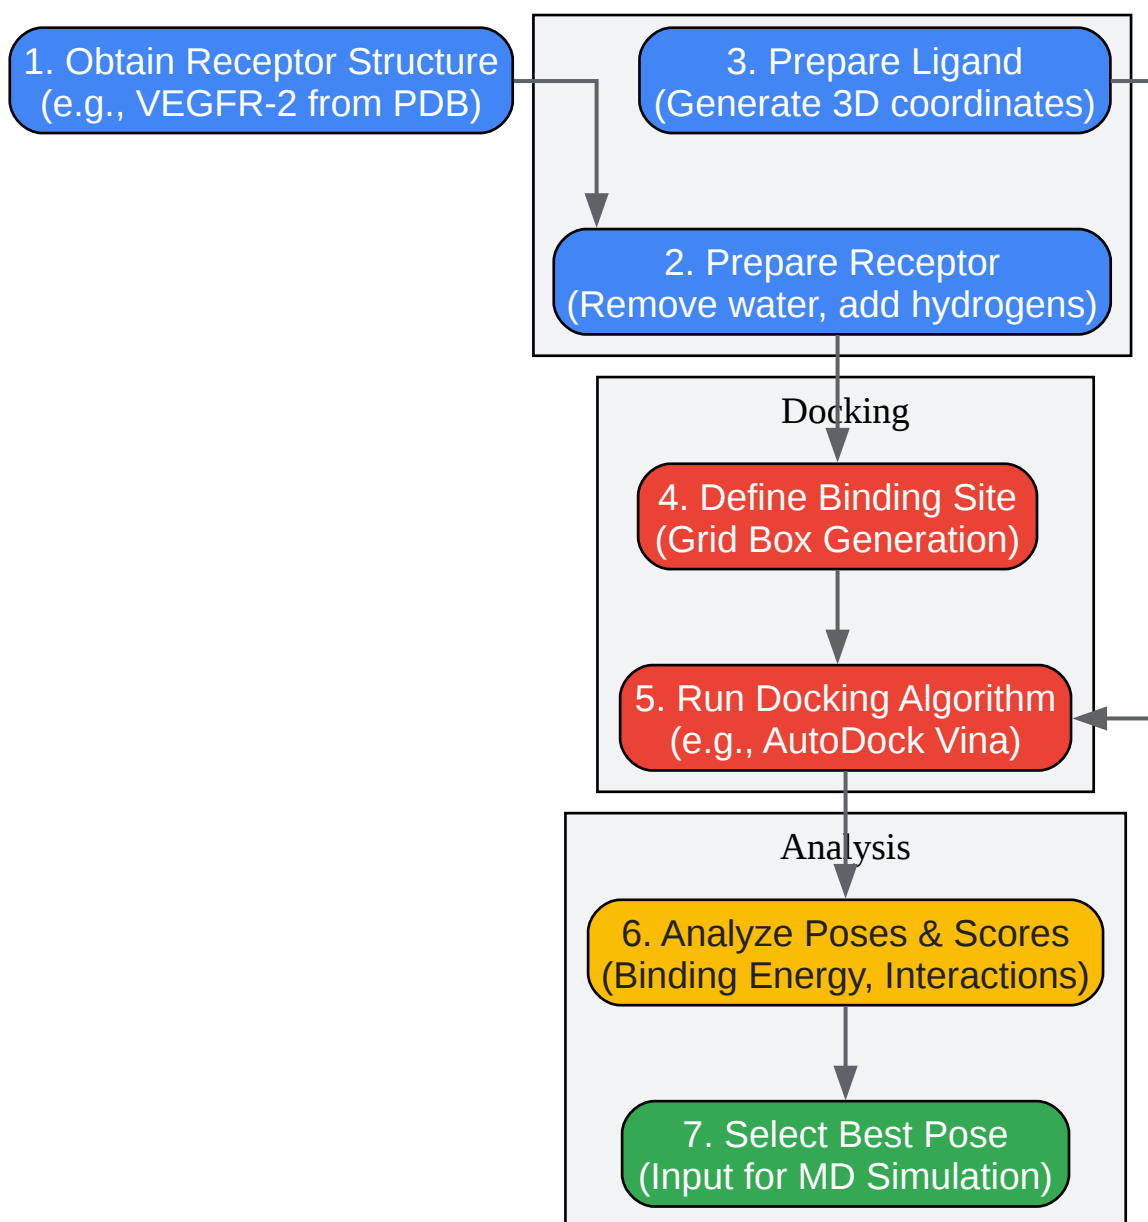 1. Obtain Receptor Structure
(e.g., VEGFR-2 from PDB)
3. Prepare Ligand
(Generate 3D coordinates)
2. Prepare Receptor
(Remove water, add hydrogens)
Docking
4. Define Binding Site
(Grid Box Generation)
5. Run Docking Algorithm
(e.g., AutoDock Vina)
Analysis
6. Analyze Poses & Scores
(Binding Energy, Interactions)
7. Select Best Pose
(Input for MD Simulation)